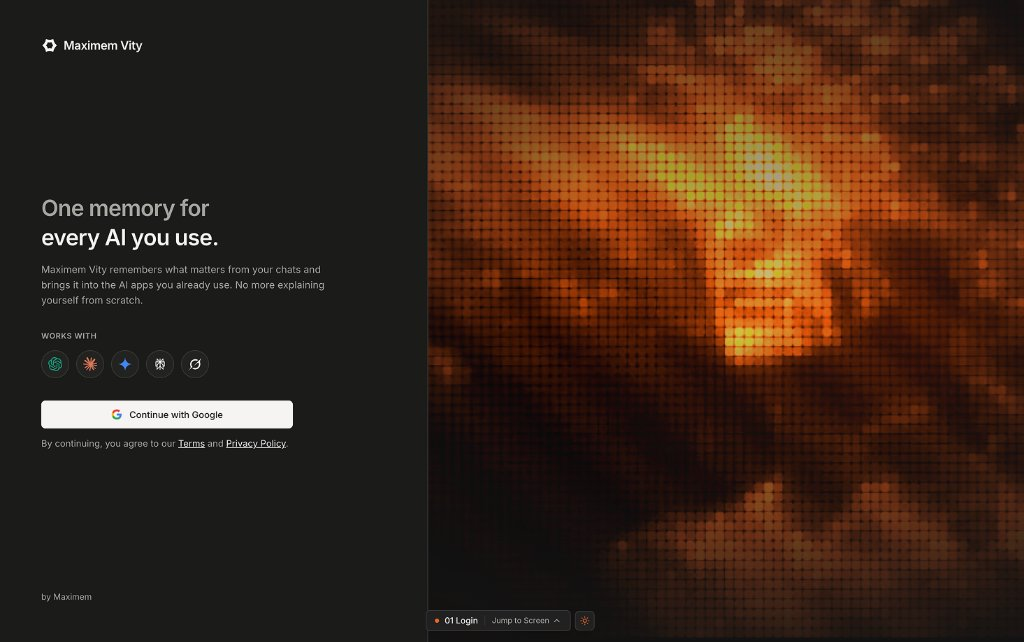 Maximem Vity
One memory for
every AI you use.
Maximem Vity remembers what matters from your chats and
brings it into the AI apps you already use. No more explaining
yourself from scratch.
WORKS WITH
Continue with Google
By continuing, you agree to our Terms and Privacy Policy.
by Maximem
01 Login
Jump to Screen